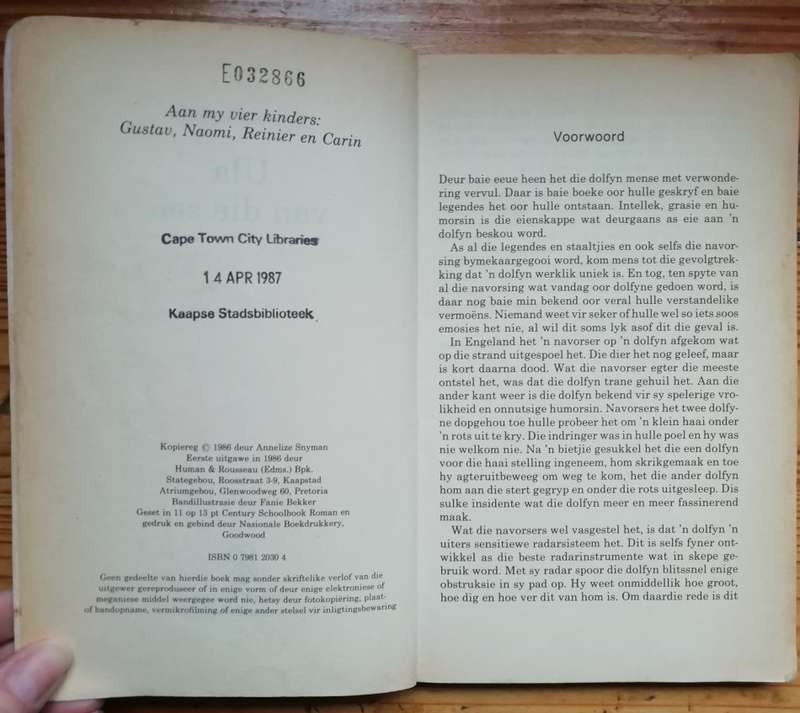 E032866
Aan my vier kinders:
Gustav, Naomi, Reinier en Carin
Cape Town City Libraries
14 APR 1987
Kaapse Stadsbiblioteek
Kopiereg © 1986 deur Annelize Snyman
Eerste uitgawe in 1986 deur
Human & Rousseau (Edms.) Bpk.
Stategebou, Roosstraat 3-9, Kaapstad
Atriumgebou, Glenwoodweg 60, Pretoria
Bandillustrasie deur Fanie Bekker
Geset in 11 op 13 pt Century Schoolbook Roman en
gedruk en gebind deur Nasionale Boekdrukkery,
Goodwood
ISBN 0 7981 2030 4
Geen gedeelte van hierdie boek mag sonder skriftelike verlof van die
uitgewer gereproduseer of in enige vorm of deur enige elektroniese of
meganiese middel weergegee word nie, hetsy deur fotokopiëring, plaat-
of bandopname, vermikrofilming of enige ander stelsel vir inligtingsbewaring
Voorwoord
Deur baie eeue heen het die dolfyn mense met verwonde-
ring vervul. Daar is baie boeke oor hulle geskryf en baie
legendes het oor hulle ontstaan. Intellek, grasie en hu-
morsin is die eienskappe wat deurgaans as eie aan 'n
dolfyn beskou word.
As al die legendes en staaltjies en ook selfs die navor-
sing bymekaargegooi word, kom mens tot die gevolgtrek-
king dat 'n dolfyn werklik uniek is. En tog, ten spyte van
al die navorsing wat vandag oor dolfyne gedoen word, is
daar nog baie min bekend oor veral hulle verstandelike
vermoëns. Niemand weet vir seker of hulle wel so iets soos
emosies het nie, al wil dit soms lyk asof dit die geval is.
In Engeland het 'n navorser op 'n dolfyn afgekom wat
op die strand uitgespoel het. Die dier het nog geleef, maar
is kort daarna dood. Wat die navorser egter die meeste
ontstel het, was dat die dolfyn trane gehuil het. Aan die
ander kant weer is die dolfyn bekend vir sy spelerige vro-
likheid en onnutsige humorsin. Navorsers het twee dolfy-
ne dopgehou toe hulle probeer het om 'n klein haai onder
'n rots uit te kry. Die indringer was in hulle poel en hy was
nie welkom nie. Na 'n bietjie gesukkel het die een dolfyn
voor die haai stelling ingeneem, hom skrikgemaak en toe
hy agteruitbeweeg om weg te kom, het die ander dolfyn
hom aan die stert gegryp en onder die rots uitgesleep. Dis
sulke insidente wat die dolfyn meer en meer fassinerend
maak.
Wat die navorsers wel vasgestel het, is dat 'n dolfyn 'n
uiters sensitiewe radarsisteem het. Dit is selfs fyner ont-
wikkel as die beste radarinstrumente wat in skepe ge-
bruik word. Met sy radar spoor die dolfyn blitssnel enige
obstruksie in sy pad op. Hy weet onmiddellik hoe groot,
hoe dig en hoe ver dit van hom is. Om daardie rede is dit